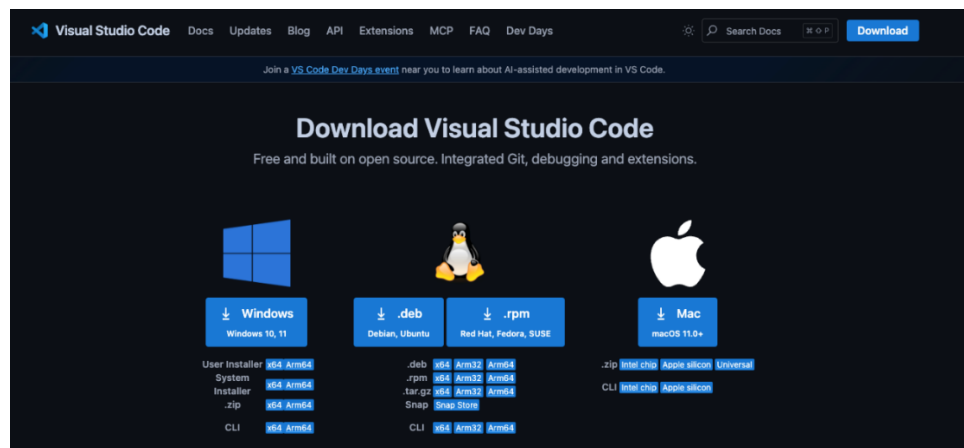 Visual Studio Code Docs Updates Blog API Extensions MCP FAQ Dev Days Search Docs ⌘ ⇧ P Download
Join a VS Code Dev Days event near you to learn about AI-assisted development in VS Code.
Download Visual Studio Code
Free and built on open source. Integrated Git, debugging and extensions.
Windows
Windows 10, 11
User Installer x64 Arm64
System
Installer x64 Arm64
.zip x64 Arm64
CLI x64 Arm64
.deb
Debian, Ubuntu
.rpm
Red Hat, Fedora, SUSE
.deb x64 Arm32 Arm64
.rpm x64 Arm32 Arm64
.tar.gz x64 Arm32 Arm64
Snap Snap Store
CLI x64 Arm32 Arm64
Mac
macOS 11.0+
.zip Intel chip Apple silicon Universal
CLI Intel chip Apple silicon